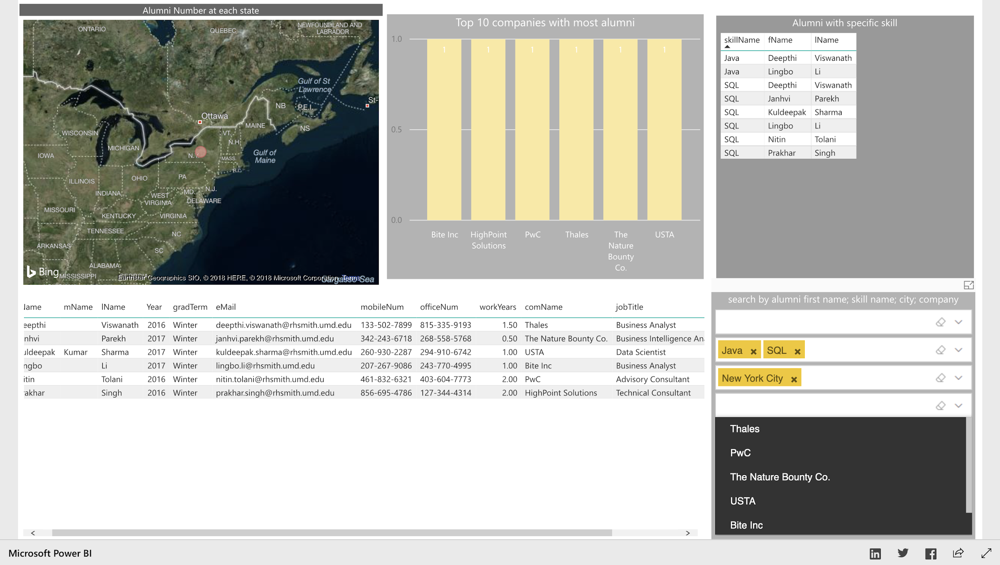 Alumni Number at each state
ONTARIO
QUEBEC
NEWFOUNDLAND AND
LABRADOR
Gulf of St
Lawrence
St-
NB
P.E.I.
Ottawa
MAINE
NS
WISCONSIN
VT.
N.H.
MICHIGAN
IOWA
N.Y.
MASS.
Gulf of
Maine
R.I.
OHIO
PA
ILLINOIS
N.J.
INDIANA
MD.
WEST
VIRGINIA
DELAWARE
MISSOURI
KENTUCKY
VIRGINIA
TENNESSEE
NC
ARKANSAS
SC
ALABAMA
Bing
MISSISSIPPI
GEORGIA
Earthstar Geographics SIO, © 2018 HERE, © 2018 Microsoft Corporation Terms
Sargasso Sea
Top 10 companies with most alumni
1.0
1 1 1 1 1 1
0.5
0.0
Bite Inc
HighPoint
Solutions
PwC
Thales
The
Nature
Bounty
Co.
USTA
Alumni with specific skill
skillName fName lName
Java Deepthi Viswanath
Java Lingbo Li
SQL Deepthi Viswanath
SQL Janhvi Parekh
SQL Kuldeepak Sharma
SQL Lingbo Li
SQL Nitin Tolani
SQL Prakhar Singh
ame mName lName Year gradTerm eMail mobileNum officeNum workYears comName jobTitle
eepthi Viswanath 2016 Winter deepthi.viswanath@rhsmith.umd.edu 133-502-7899 815-335-9193 1.50 Thales Business Analyst
nhvi Parekh 2017 Winter janhvi.parekh@rhsmith.umd.edu 342-243-6718 268-558-5768 0.50 The Nature Bounty Co. Business Intelligence An
uldeepak Kumar Sharma 2017 Winter kuldeepak.sharma@rhsmith.umd.edu 260-930-2287 294-910-6742 1.00 USTA Data Scientist
ngbo Li 2017 Winter lingbo.li@rhsmith.umd.edu 207-267-9086 243-770-4995 1.00 Bite Inc Business Analyst
itin Tolani 2016 Winter nitin.tolani@rhsmith.umd.edu 461-832-6321 403-604-7773 2.00 PwC Advisory Consultant
akhar Singh 2016 Winter prakhar.singh@rhsmith.umd.edu 856-695-4786 127-344-4314 2.00 HighPoint Solutions Technical Consultant
search by alumni first name; skill name; city; company
Java SQL
New York City
Thales
PwC
The Nature Bounty Co.
USTA
Bite Inc
Microsoft Power BI